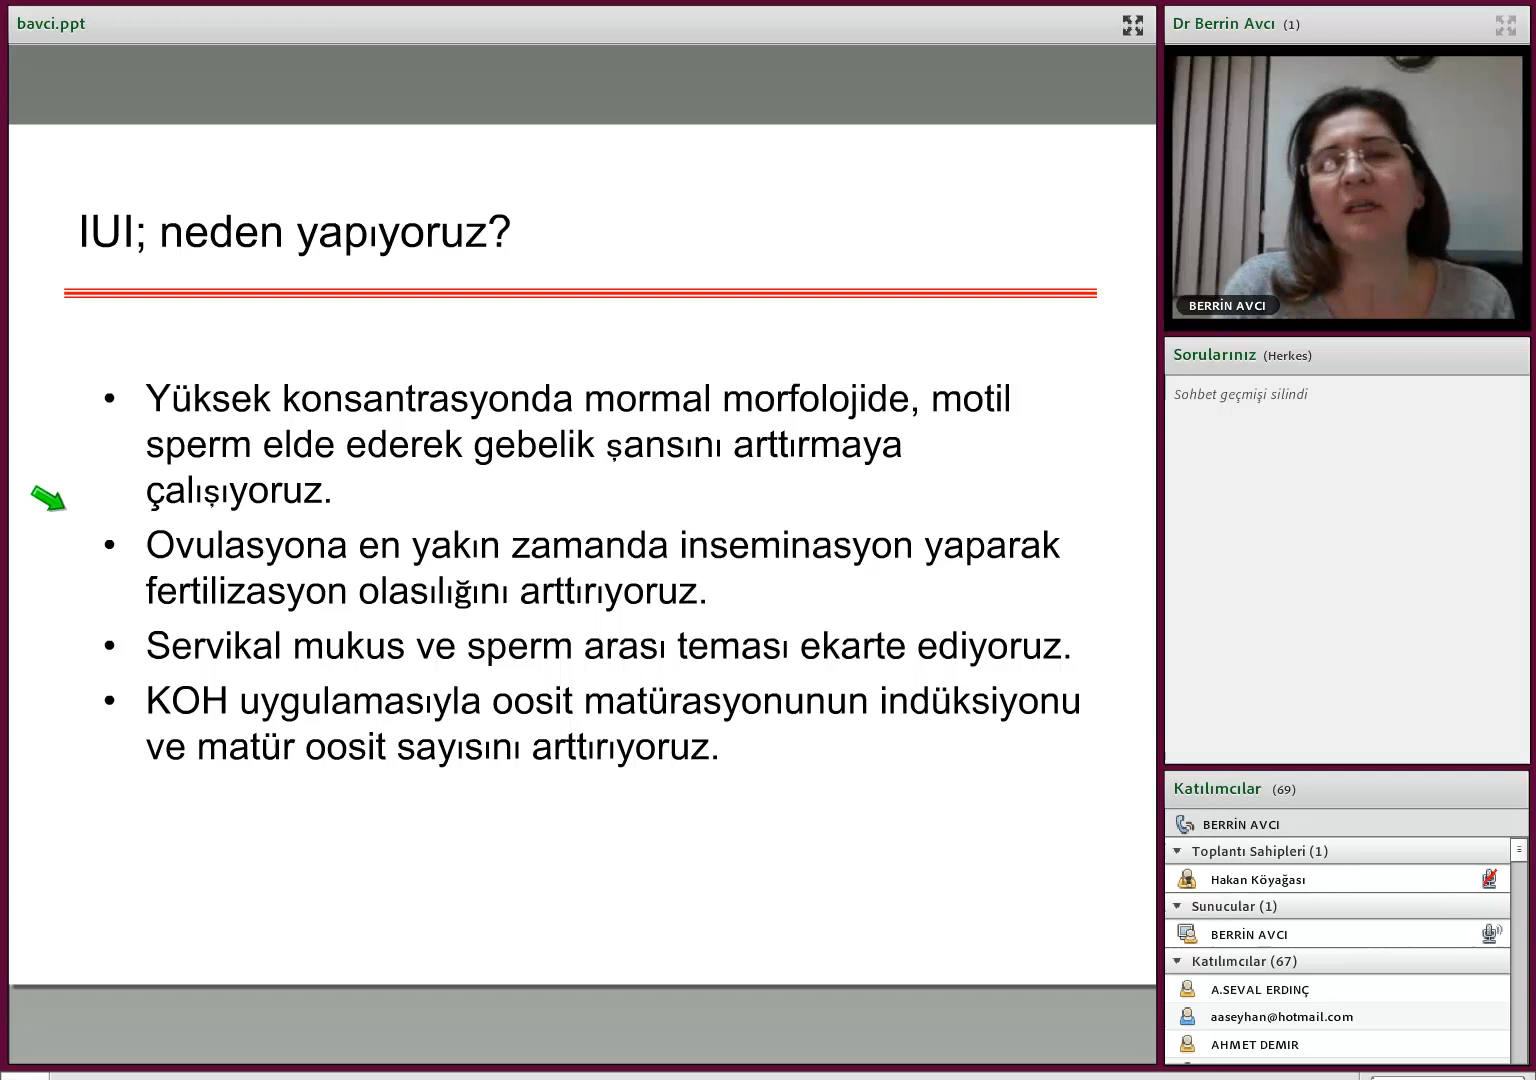 bavci.ppt
IUI; neden yapıyoruz?
• Yüksek konsantrasyonda mormal morfolojide, motil
sperm elde ederek gebelik şansını arttırmaya
çalışıyoruz.
• Ovulasyona en yakın zamanda inseminasyon yaparak
fertilizasyon olasılığını arttırıyoruz.
• Servikal mukus ve sperm arası teması ekarte ediyoruz.
• KOH uygulamasıyla oosit matürasyonunun indüksiyonu
ve matür oosit sayısını arttırıyoruz.
Dr Berrin Avcı (1)
BERRİN AVCI
Sorularınız (Herkes)
Sohbet geçmişi silindi
Katılımcılar (69)
BERRİN AVCI
Toplantı Sahipleri (1)
Hakan Köyağası
Sunucular (1)
BERRİN AVCI
Katılımcılar (67)
A.SEVAL ERDINÇ
aaseyhan@hotmail.com
AHMET DEMIR